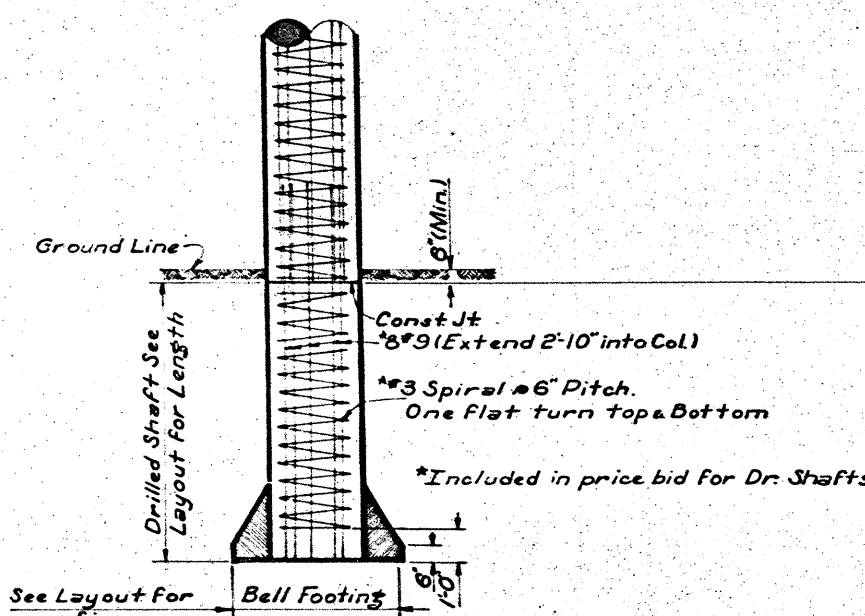 Ground Line
6"(Min.)
Const. Jt.
*8#9(Extend 2'-10" into Col.)
*#3 Spiral @ 6" Pitch.
One flat turn top & Bottom
Drilled Shaft See
Layout for Length
*Included in price bid for Dr. Shafts
See Layout for
Bell Footing
1'-0"